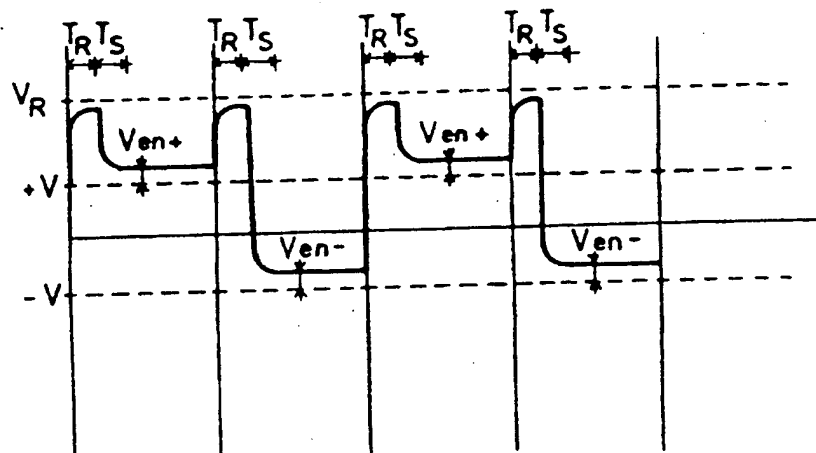 TR TS TR TS TR TS TR TS
VR
Ven+ Ven+
+V
Ven- Ven-
-V